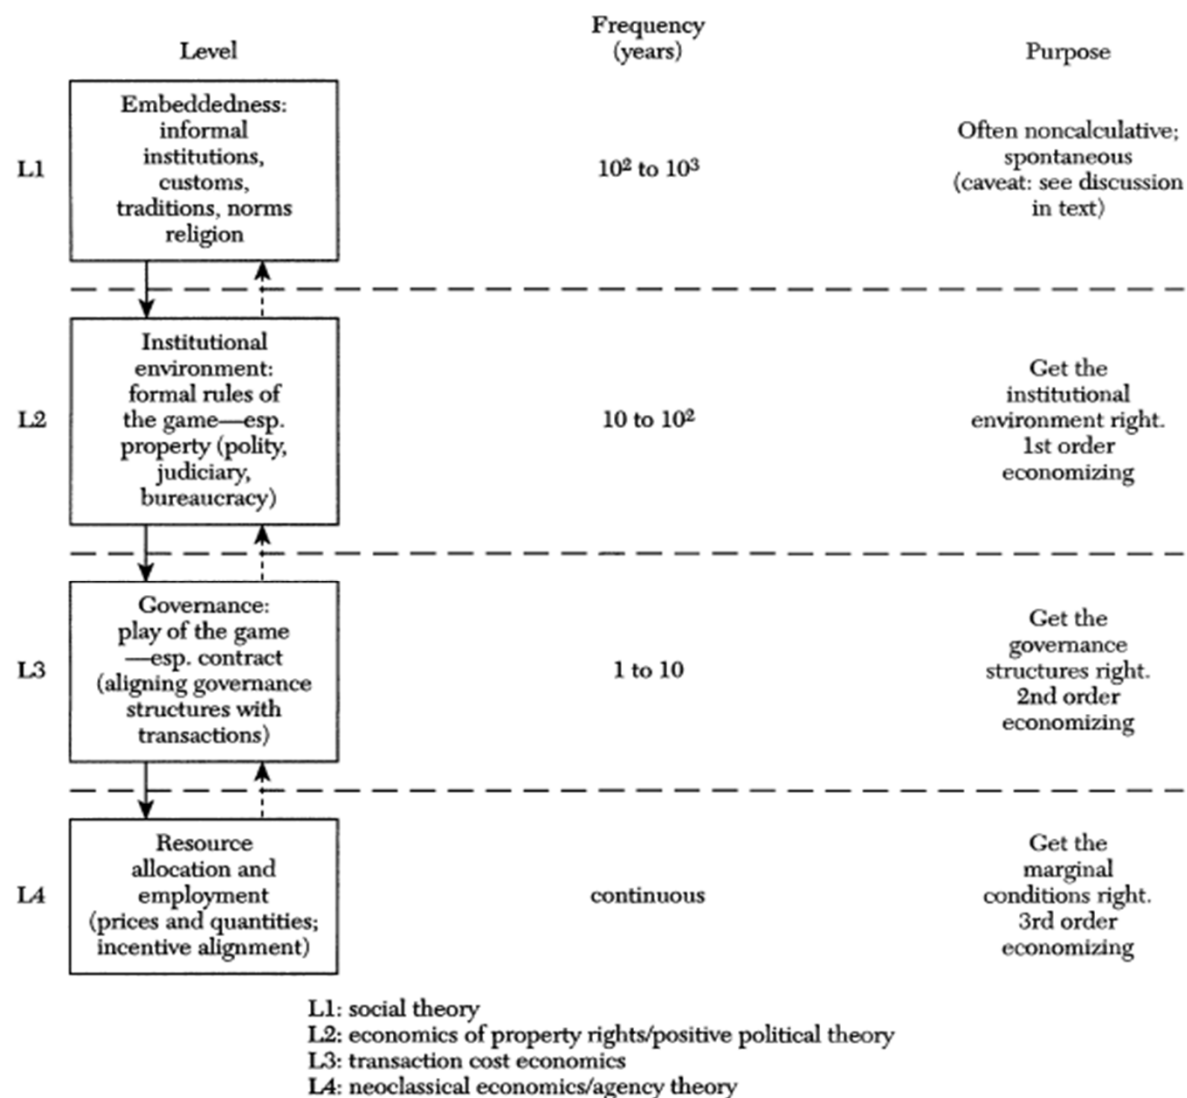 Level
Frequency
(years)
Purpose
L1
Embeddedness:
informal
institutions,
customs,
traditions, norms
religion
10² to 10³
Often noncalculative;
spontaneous
(caveat: see discussion
in text)
L2
Institutional
environment:
formal rules of
the game—esp.
property (polity,
judiciary,
bureaucracy)
10 to 10²
Get the
institutional
environment right.
1st order
economizing
L3
Governance:
play of the game
—esp. contract
(aligning governance
structures with
transactions)
1 to 10
Get the
governance
structures right.
2nd order
economizing
L4
Resource
allocation and
employment
(prices and quantities;
incentive alignment)
continuous
Get the
marginal
conditions right.
3rd order
economizing
L1: social theory
L2: economics of property rights/positive political theory
L3: transaction cost economics
L4: neoclassical economics/agency theory